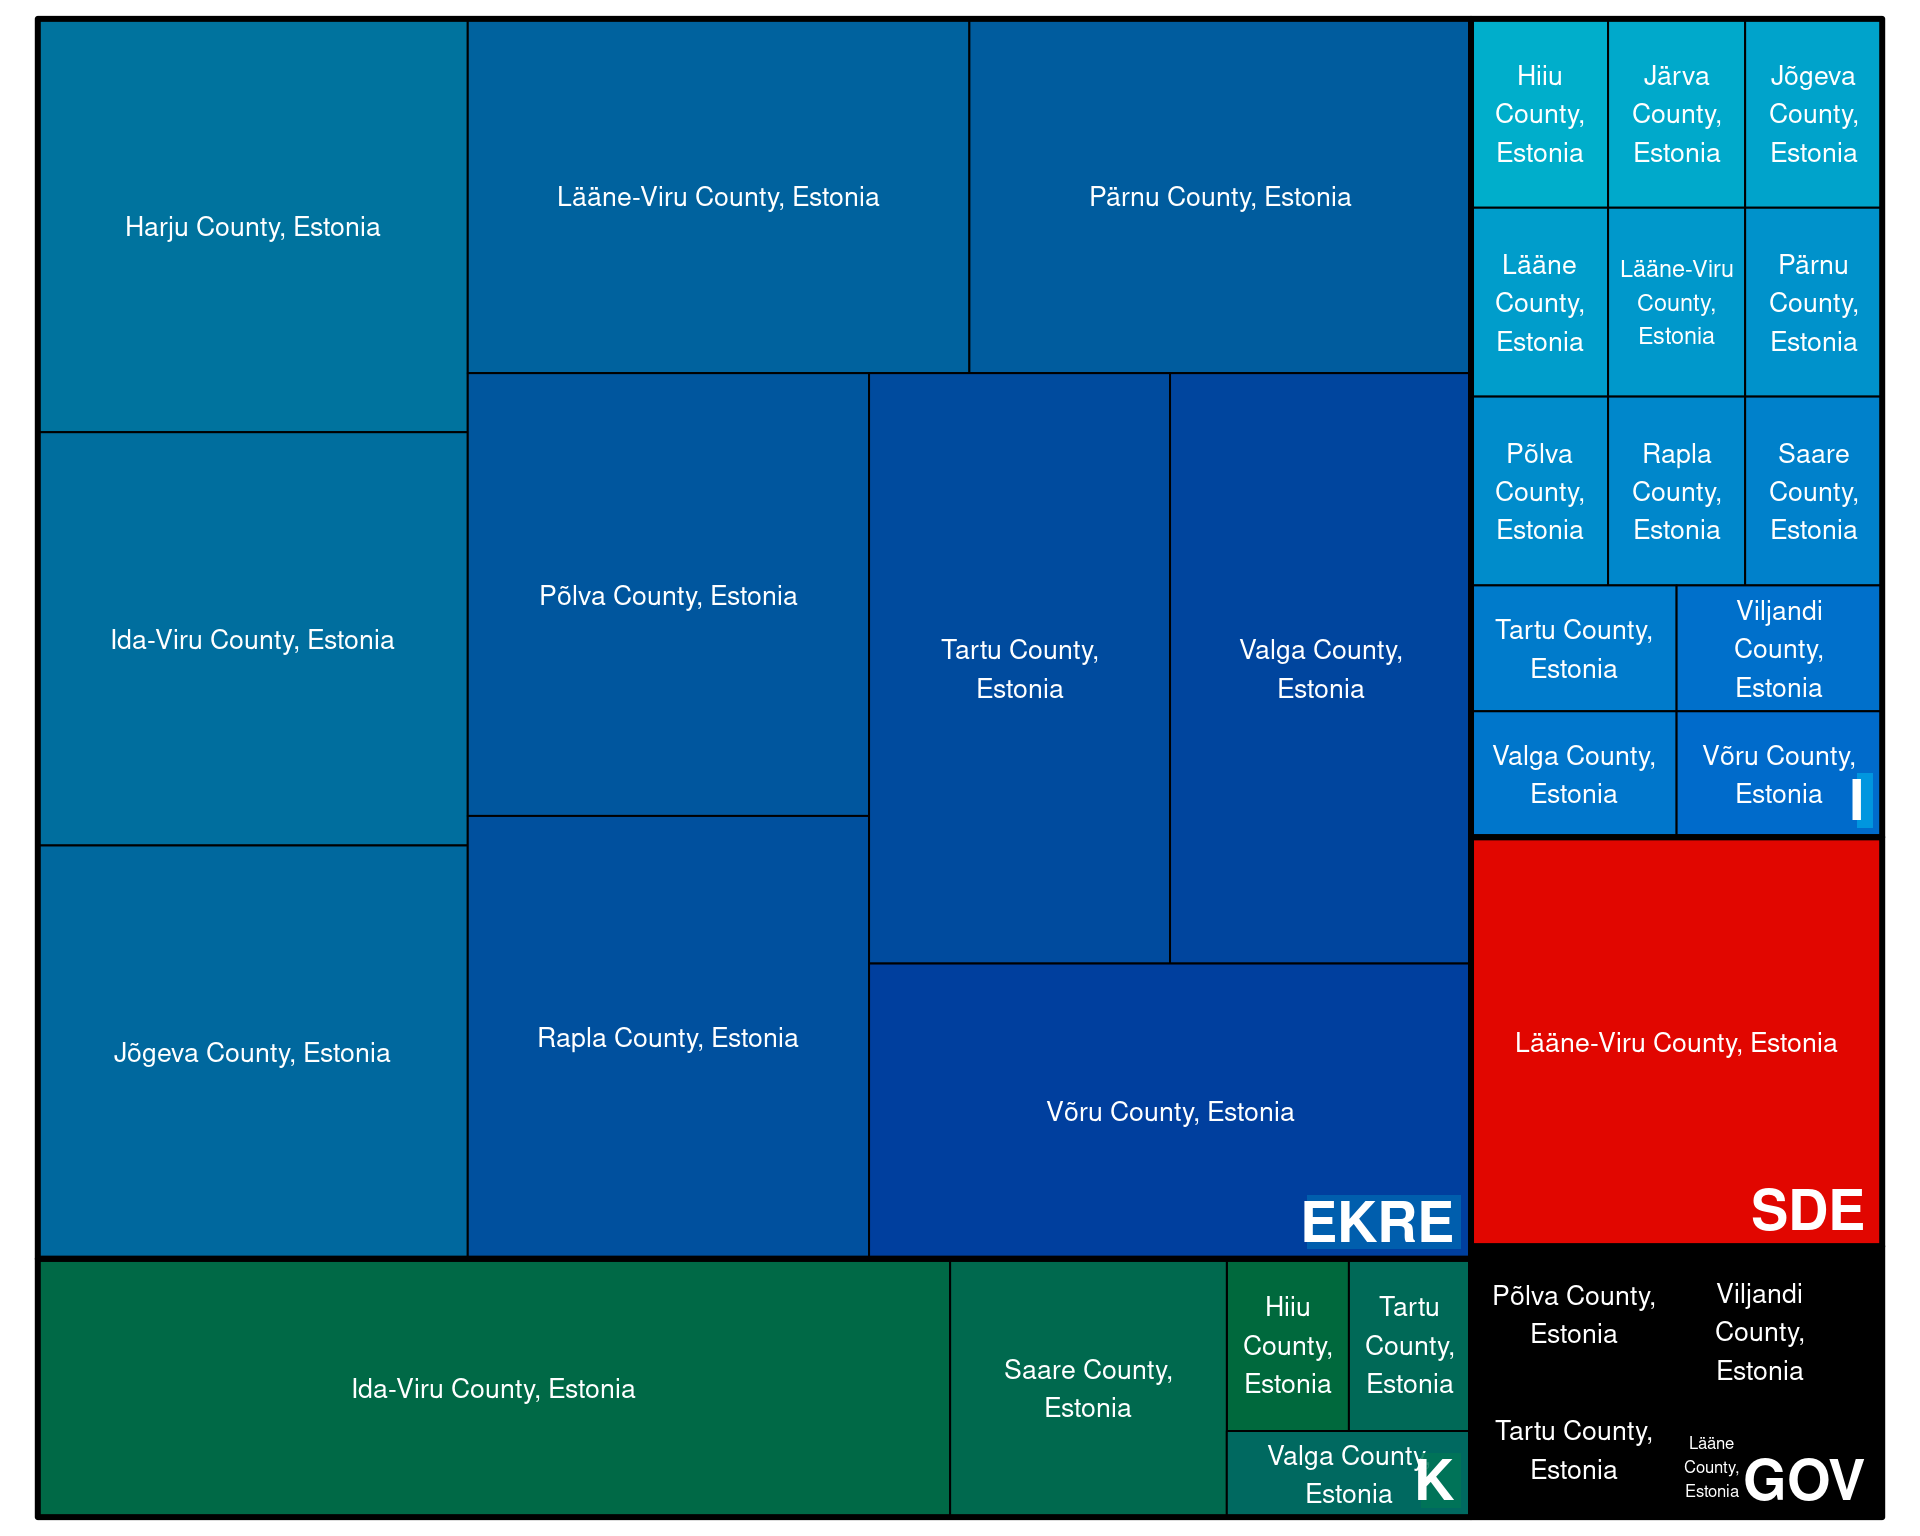 Harju County, Estonia
Ida-Viru County, Estonia
Jõgeva County, Estonia
Lääne-Viru County, Estonia
Pärnu County, Estonia
Põlva County, Estonia
Rapla County, Estonia
Tartu County,
Estonia
Valga County,
Estonia
Võru County, Estonia
EKRE
Hiiu
County,
Estonia
Järva
County,
Estonia
Jõgeva
County,
Estonia
Lääne
County,
Estonia
Lääne-Viru
County,
Estonia
Pärnu
County,
Estonia
Põlva
County,
Estonia
Rapla
County,
Estonia
Saare
County,
Estonia
Tartu County,
Estonia
Viljandi
County,
Estonia
Valga County,
Estonia
Võru County,
Estonia
I
Lääne-Viru County, Estonia
SDE
Ida-Viru County, Estonia
Saare County,
Estonia
Hiiu
County,
Estonia
Tartu
County,
Estonia
Valga County,
Estonia
K
Põlva County,
Estonia
Viljandi
County,
Estonia
Tartu County,
Estonia
Lääne
County,
Estonia
GOV